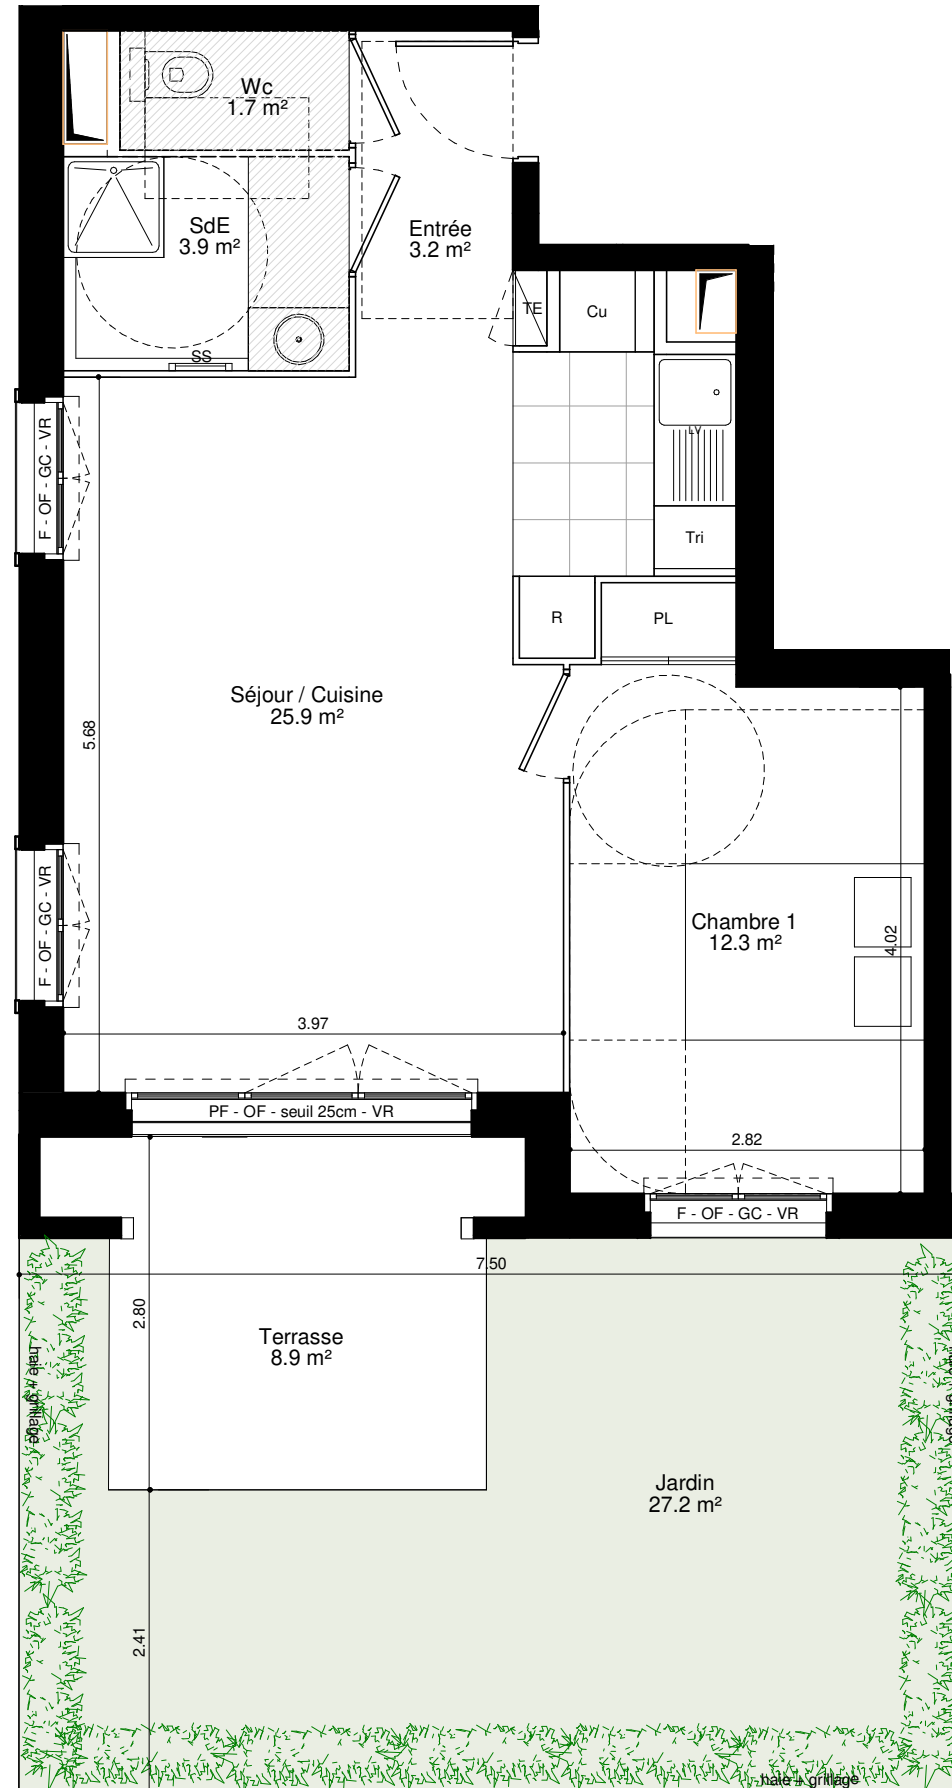 Wc
1.7 m²
SdE
3.9 m²
Entrée
3.2 m²
TE
Cu
SS
LV
F - OF - GC - VR
Tri
R
PL
Séjour / Cuisine
25.9 m²
5.68
Chambre 1
12.3 m²
4.02
F - OF - GC - VR
3.97
PF - OF - seuil 25cm - VR
2.82
F - OF - GC - VR
7.50
2.80
Terrasse
8.9 m²
haie + grillage
haie + grillage
Jardin
27.2 m²
2.41
haie + grillage